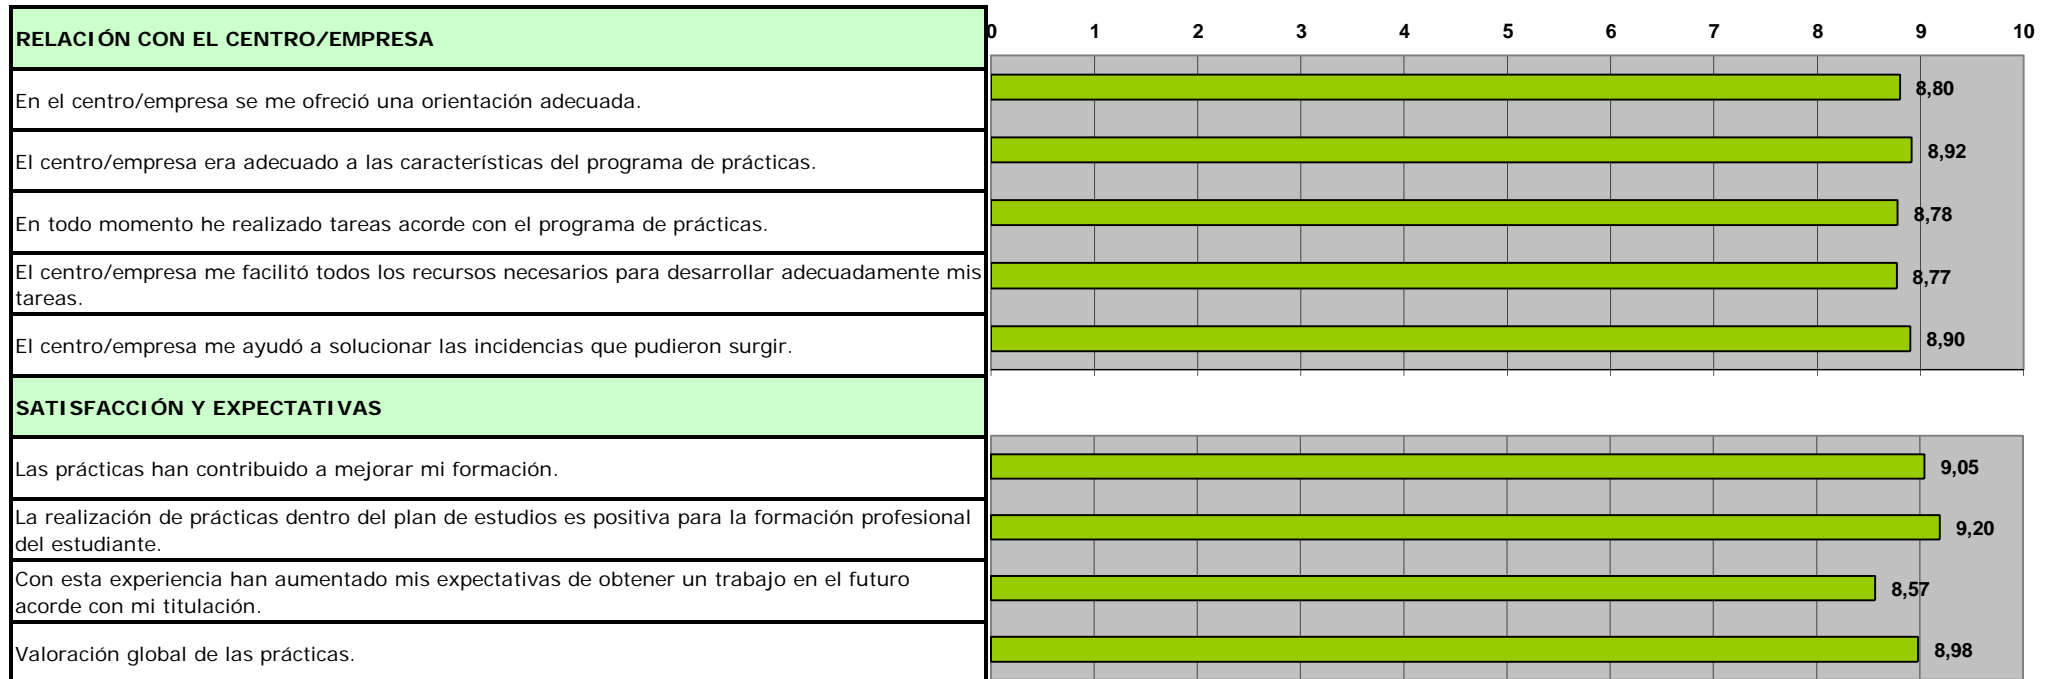 RELACIÓN CON EL CENTRO/EMPRESA
0 1 2 3 4 5 6 7 8 9 10
En el centro/empresa se me ofreció una orientación adecuada.
8,80
El centro/empresa era adecuado a las características del programa de prácticas.
8,92
En todo momento he realizado tareas acorde con el programa de prácticas.
8,78
El centro/empresa me facilitó todos los recursos necesarios para desarrollar adecuadamente mis
tareas.
8,77
El centro/empresa me ayudó a solucionar las incidencias que pudieron surgir.
8,90
SATISFACCIÓN Y EXPECTATIVAS
Las prácticas han contribuido a mejorar mi formación.
9,05
La realización de prácticas dentro del plan de estudios es positiva para la formación profesional
del estudiante.
9,20
Con esta experiencia han aumentado mis expectativas de obtener un trabajo en el futuro
acorde con mi titulación.
8,57
Valoración global de las prácticas.
8,98